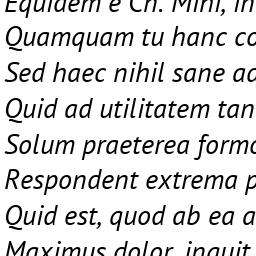 Equidem e Cn. Mihi, in
Quamquam tu hanc co
Sed haec nihil sane ad
Quid ad utilitatem tan
Solum praeterea forma
Respondent extrema p
Quid est, quod ab ea a
Maximus dolor, inquit